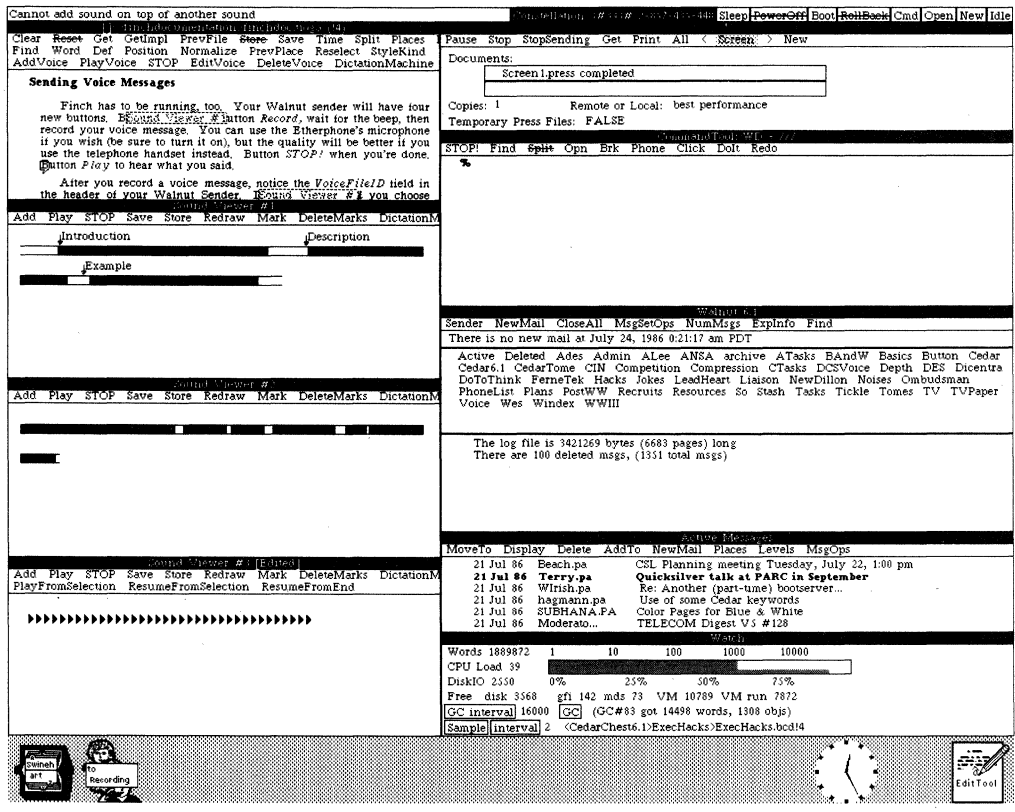 Cannot add sound on top of another sound
Sleep PowerOff Boot RollBack Cmd Open New Idle
Clear Reset Get GetImpl PrevFile Store Save Time Split Places
Find Word Def Position Normalize PrevPlace Reselect StyleKind
AddVoice PlayVoice STOP EditVoice DeleteVoice DictationMachine
Sending Voice Messages
Finch has to be running, too. Your Walnut sender will have four
new buttons. B Sound Viewer #1 utton Record, wait for the beep, then
record your voice message. You can use the Etherphone's microphone
if you wish (be sure to turn it on), but the quality will be better if you
use the telephone handset instead. Button STOP! when you're done.
Button Play to hear what you said.
After you record a voice message, notice the VoiceFileID field in
the header of your Walnut Sender. Sound Viewer you choose
Sound Viewer #1
Add Play STOP Save Store Redraw Mark DeleteMarks DictationM
Introduction Description
Example
Sound Viewer #2
Add Play STOP Save Store Redraw Mark DeleteMarks DictationM
Sound Viewer #3 [Edited]
Add Play STOP Save Store Redraw Mark DeleteMarks DictationM
PlayFromSelection ResumeFromSelection ResumeFromEnd
Pause Stop StopSending Get Print All < Screen > New
Documents:
Screen1.press completed
Copies: 1 Remote or Local: best performance
Temporary Press Files: FALSE
CommandTool: WD =
STOP! Find Split Opn Brk Phone Click DoIt Redo
%
Walnut 6.1
Sender NewMail CloseAll MsgSetOps NumMsgs ExpInfo Find
There is no new mail at July 24, 1986 0:21:17 am PDT
Active Deleted Ades Admin ALee ANSA archive ATasks BAndW Basics Button Cedar
Cedar6.1 CedarTome CIN Competition Compression CTasks DCSVoice Depth DES Dicentra
DoToThink FerneTek Hacks Jokes LeadHeart Liaison NewDillon Noises Ombudsman
PhoneList Plans PostWW Recruits Resources So Stash Tasks Tickle Tomes TV TVPaper
Voice Wes Windex WWIII
The log file is 3421269 bytes (6683 pages) long
There are 100 deleted msgs, (1351 total msgs)
Active Messages
MoveTo Display Delete AddTo NewMail Places Levels MsgOps
21 Jul 86 Beach.pa CSL Planning meeting Tuesday, July 22, 1:00 pm
21 Jul 86 Terry.pa Quicksilver talk at PARC in September
21 Jul 86 WIrish.pa Re: Another (part-time) bootserver...
21 Jul 86 hagmann.pa Use of some Cedar keywords
21 Jul 86 SUBHANA.PA Color Pages for Blue & White
21 Jul 86 Moderato... TELECOM Digest V5 #128
Watch
Words 1889872 1 10 100 1000 10000
CPU Load 39
DiskIO 2550 0% 25% 50% 75%
Free disk 3568 gfi 142 mds 73 VM 10789 VM run 7872
GC interval 16000 GC (GC#83 got 14498 words, 1308 objs)
Sample interval 2 <CedarChest6.1>ExecHacks>ExecHacks.bcd!4
swineh
art
to
Recording
EditTool